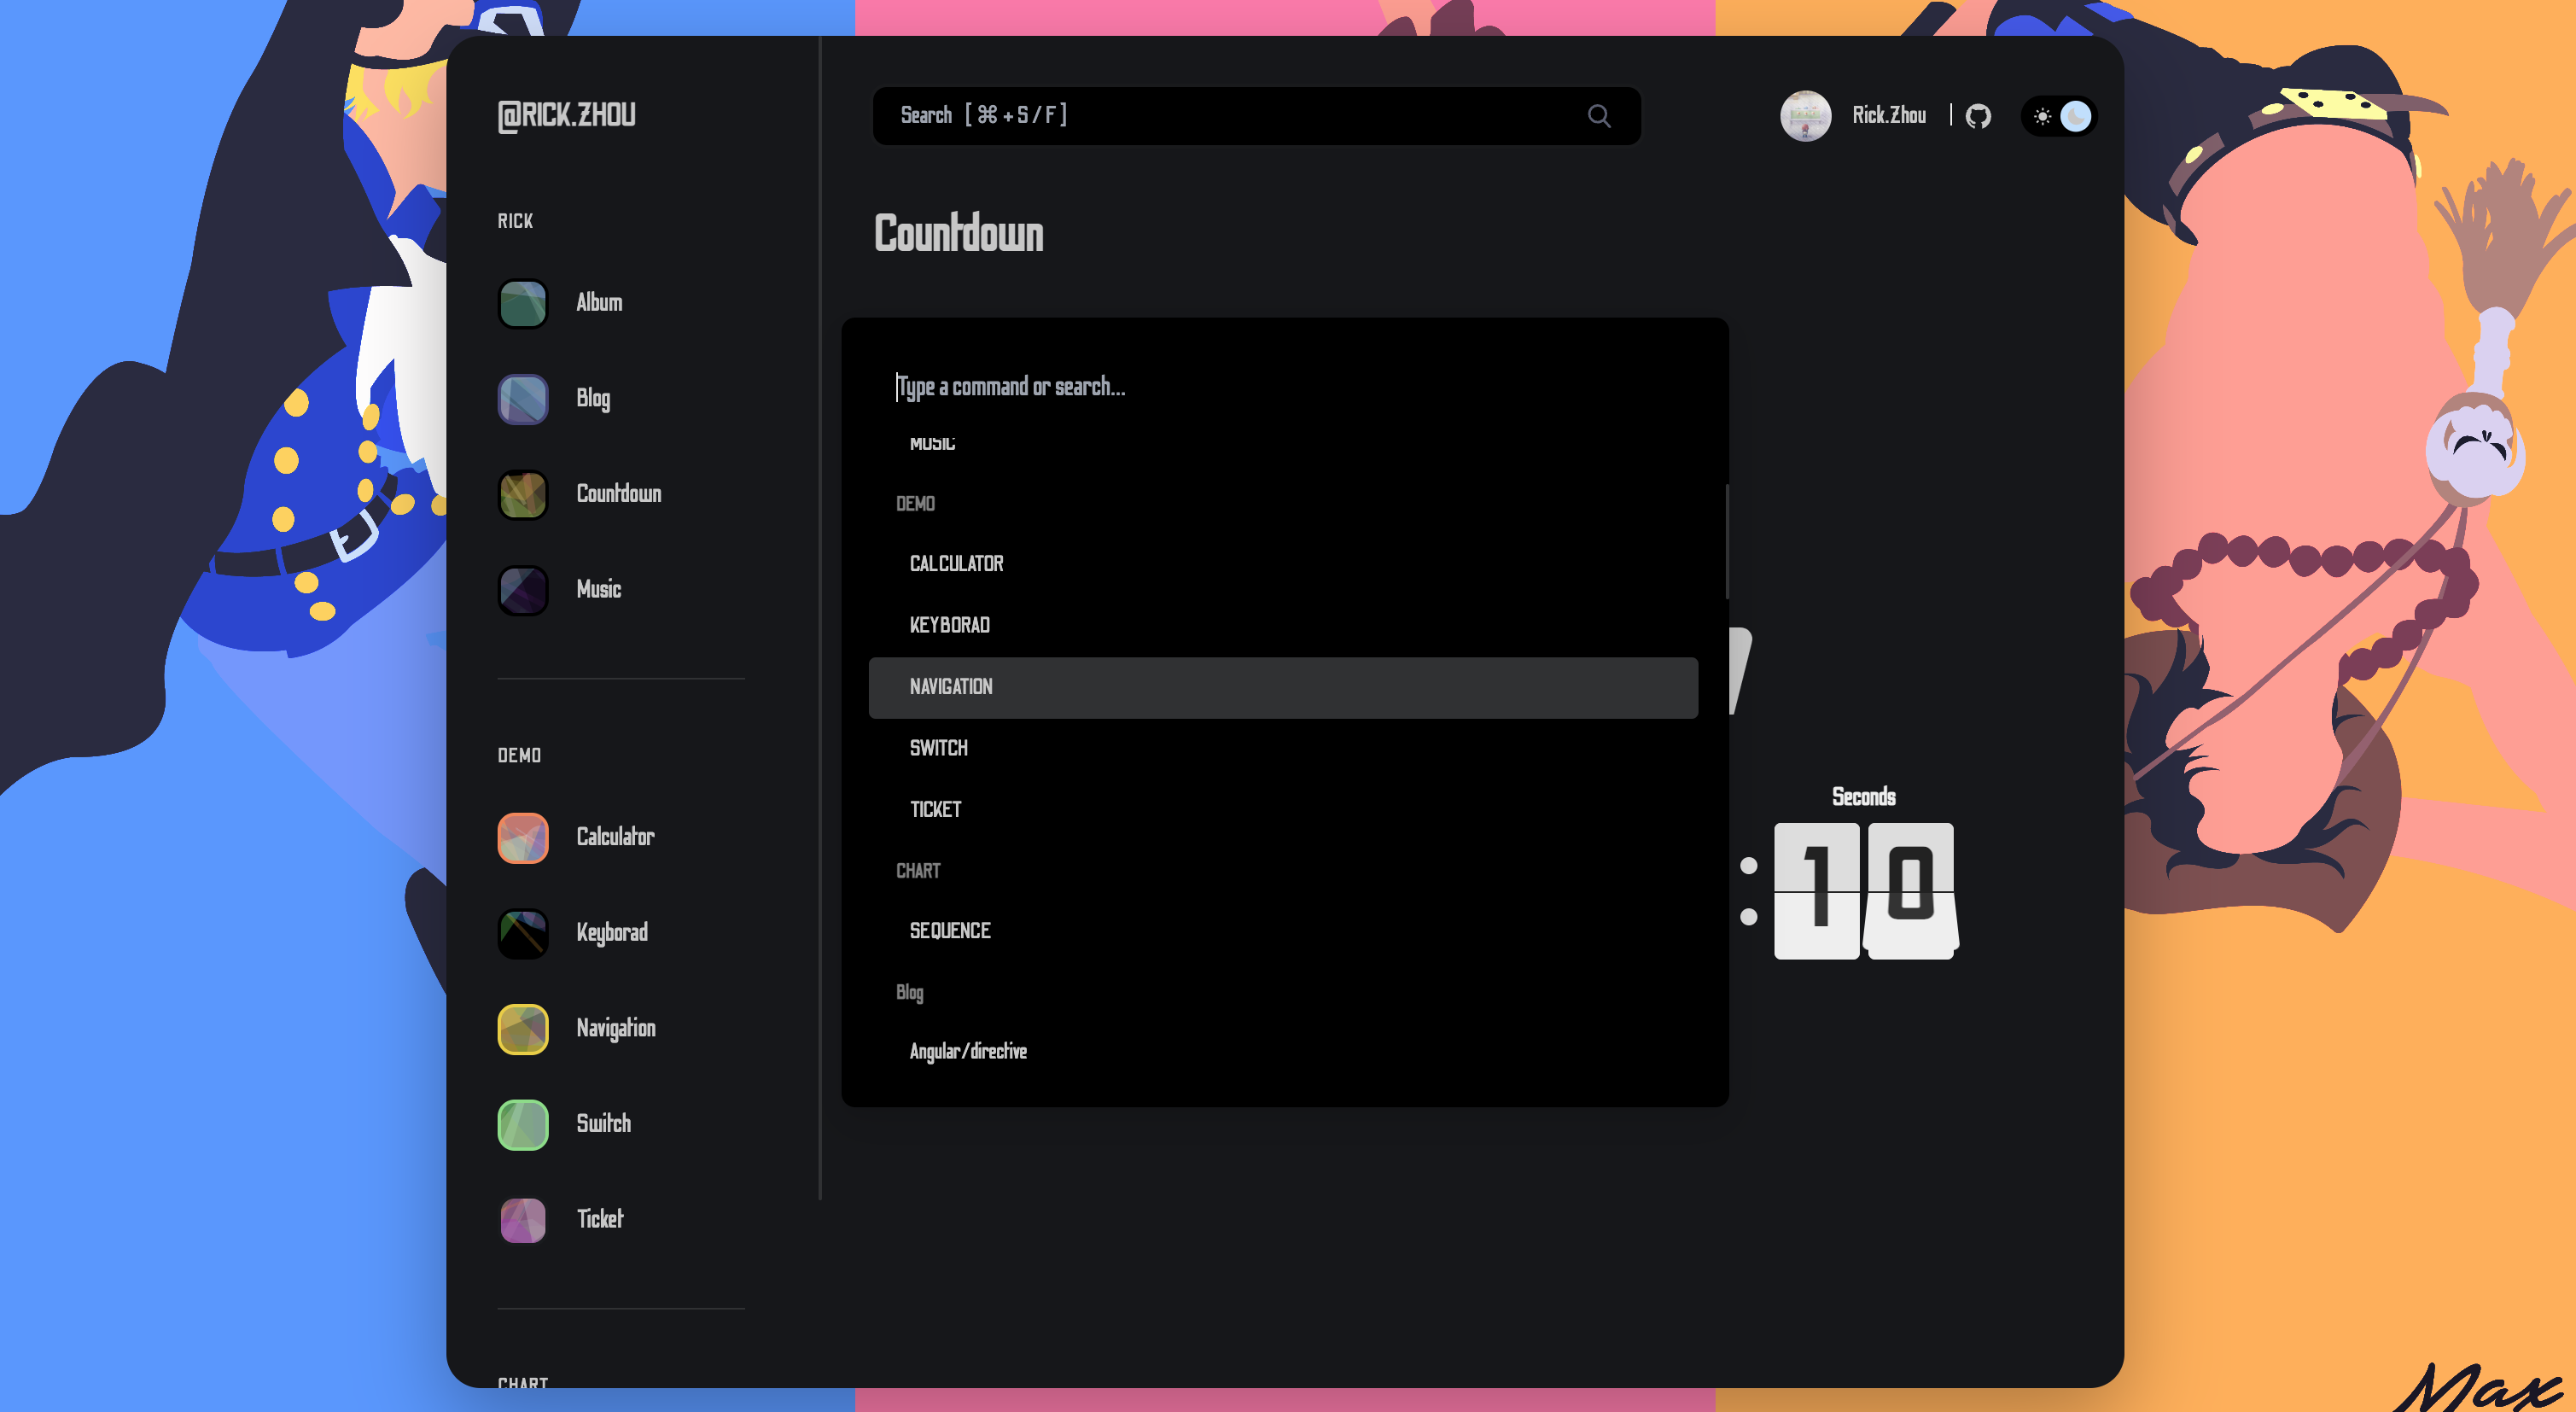 @RICK.ZHOU
RICK
Album
Blog
Countdown
Music
DEMO
Calculator
Keyborad
Navigation
Switch
Ticket
CHART
Search [ ⌘ + S / F ]
Rick.Zhou
Countdown
Type a command or search...
MUSIC
DEMO
CALCULATOR
KEYBORAD
NAVIGATION
SWITCH
TICKET
CHART
SEQUENCE
Blog
Angular/directive
Seconds
: 1 0
Max